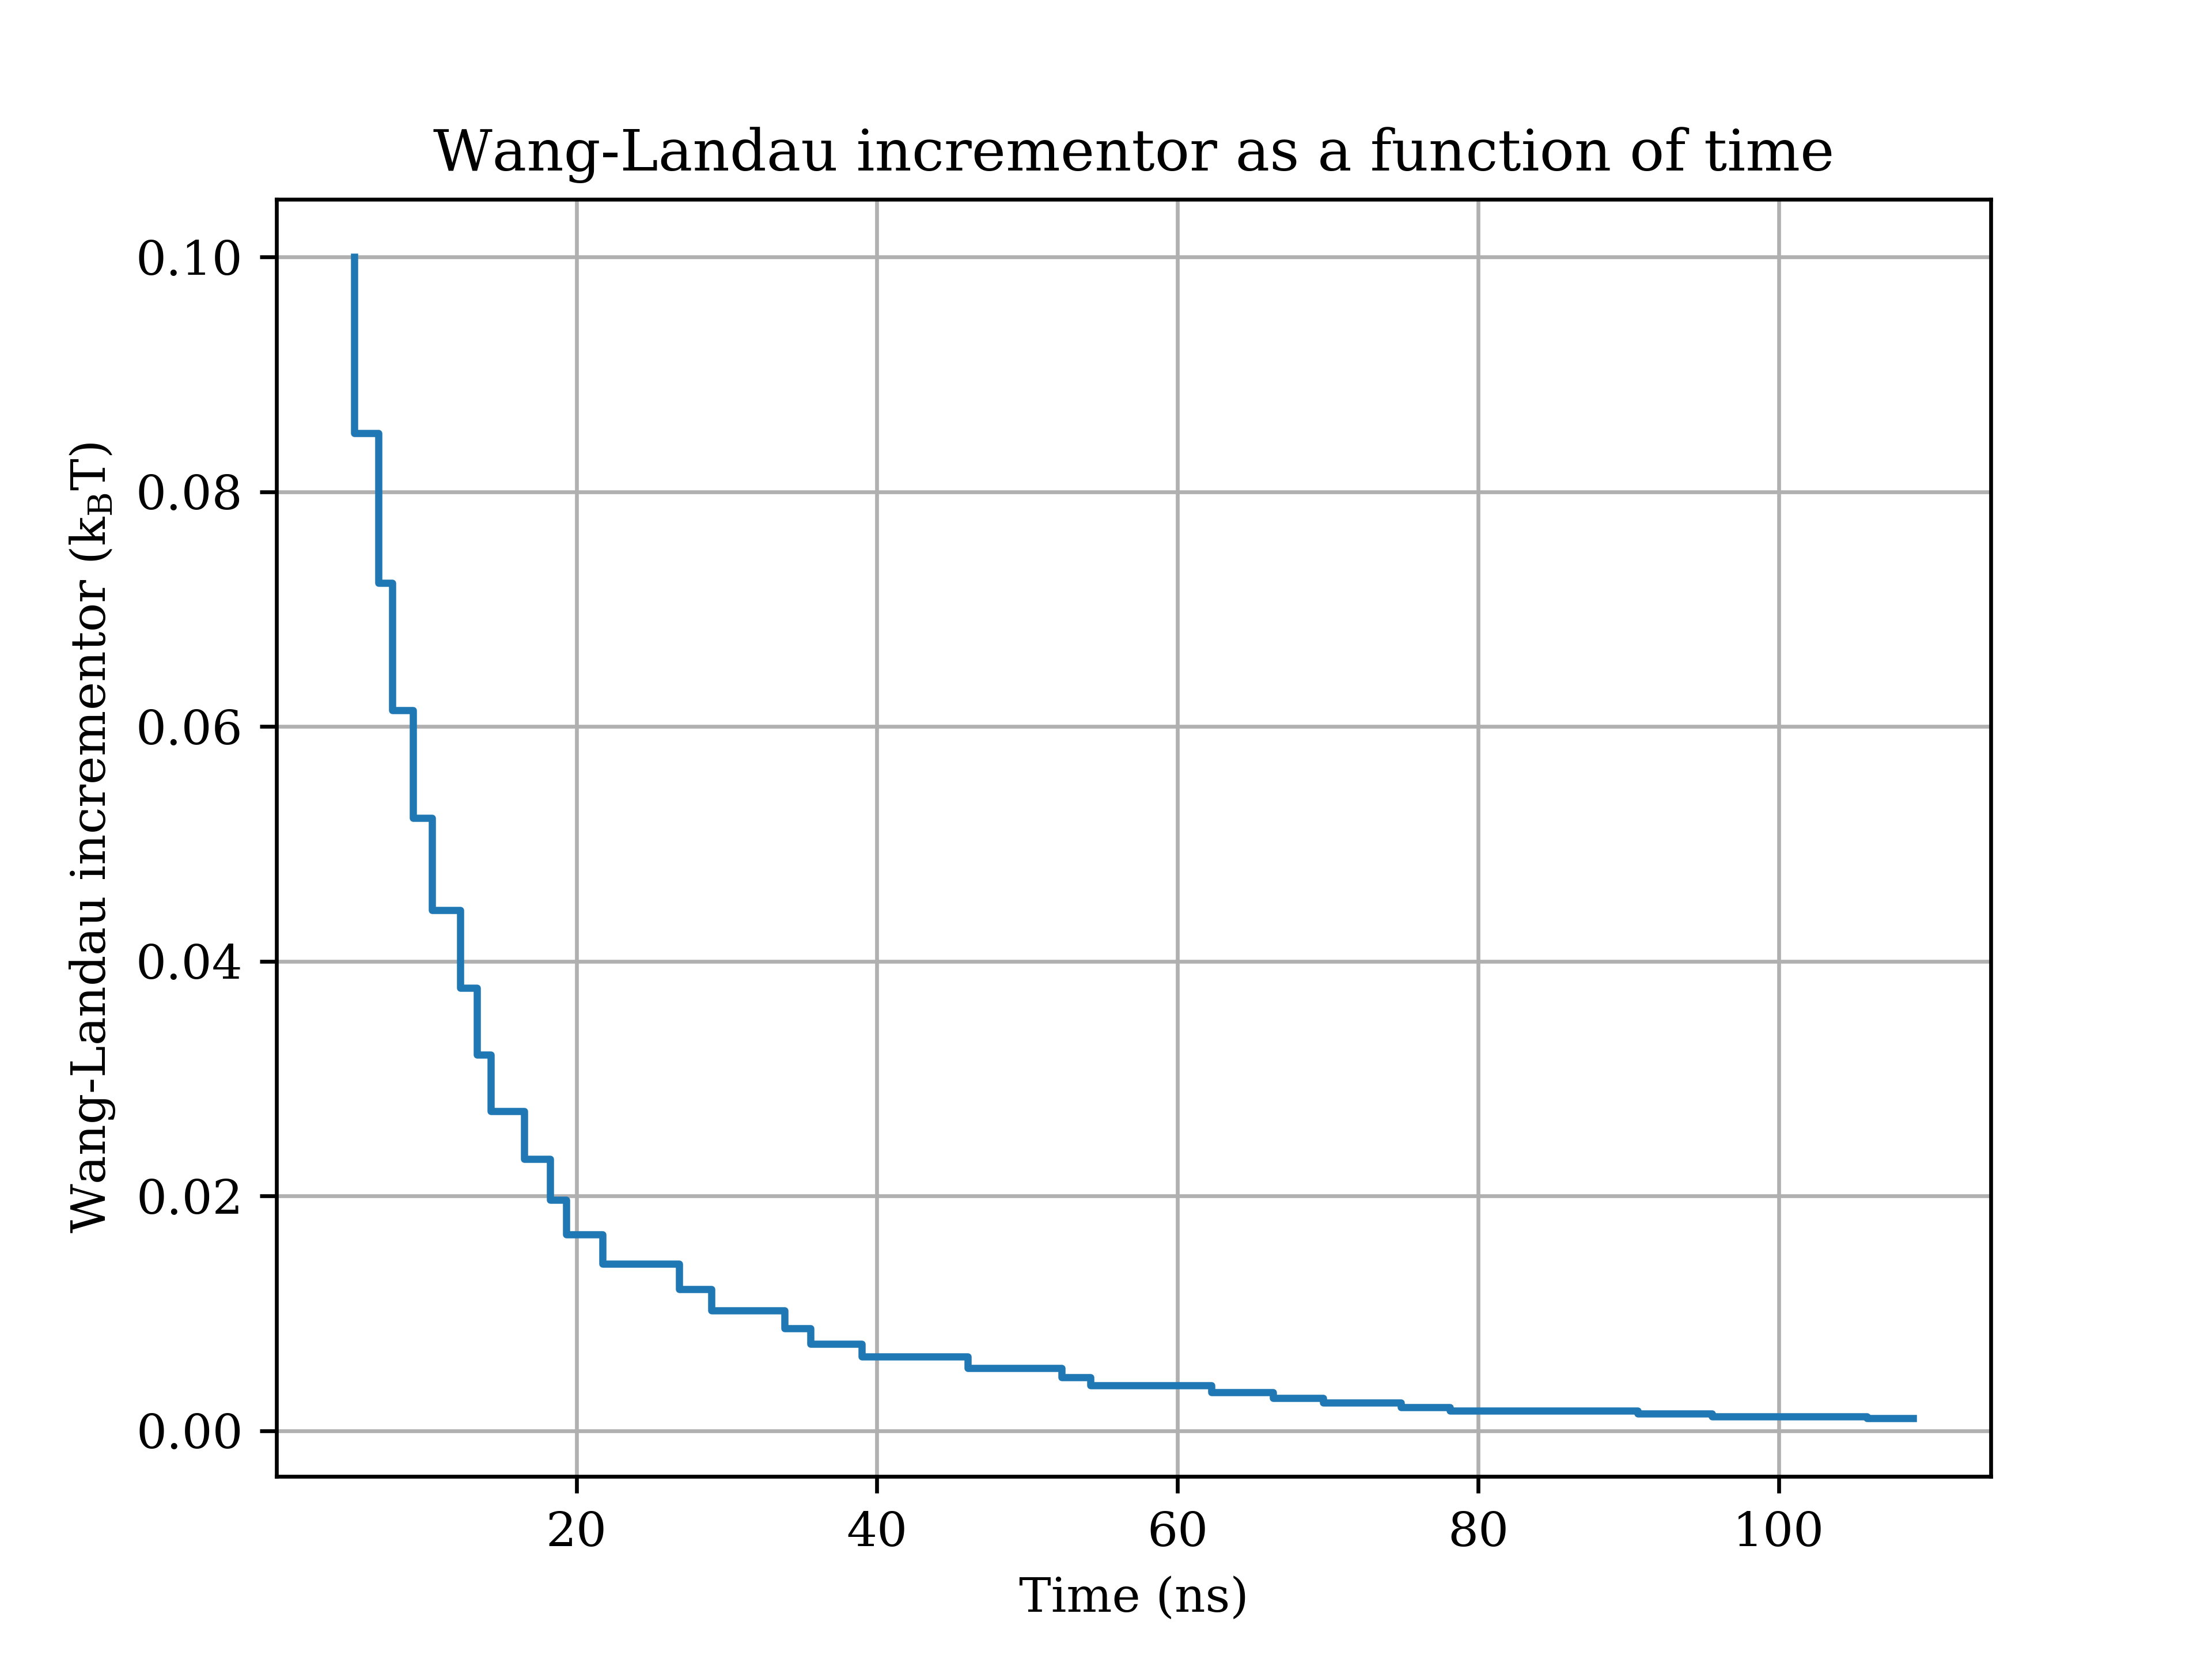 Wang-Landau incrementor as a function of time
Wang-Landau incrementor (k_BT)
0.10
0.08
0.06
0.04
0.02
0.00
20 40 60 80 100
Time (ns)